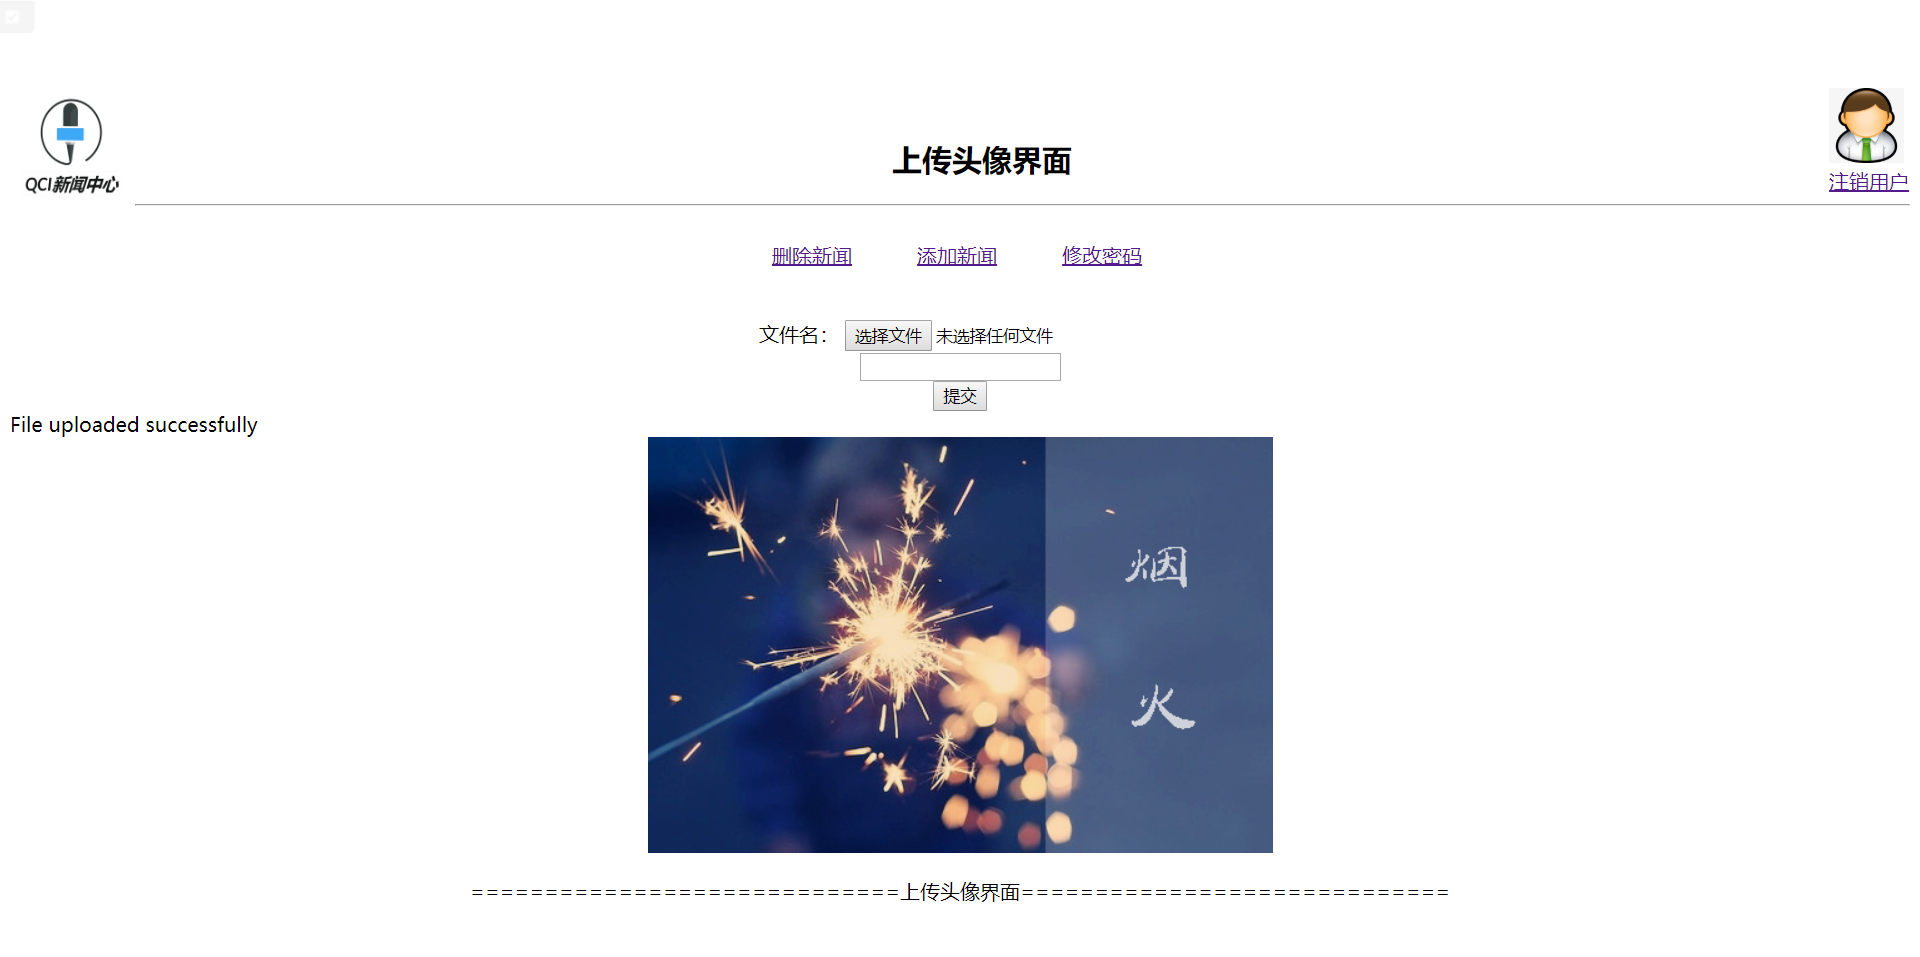 QCI新闻中心
上传头像界面
注销用户
删除新闻 添加新闻 修改密码
文件名： 选择文件 未选择任何文件
提交
File uploaded successfully
烟
火
=============================上传头像界面=============================